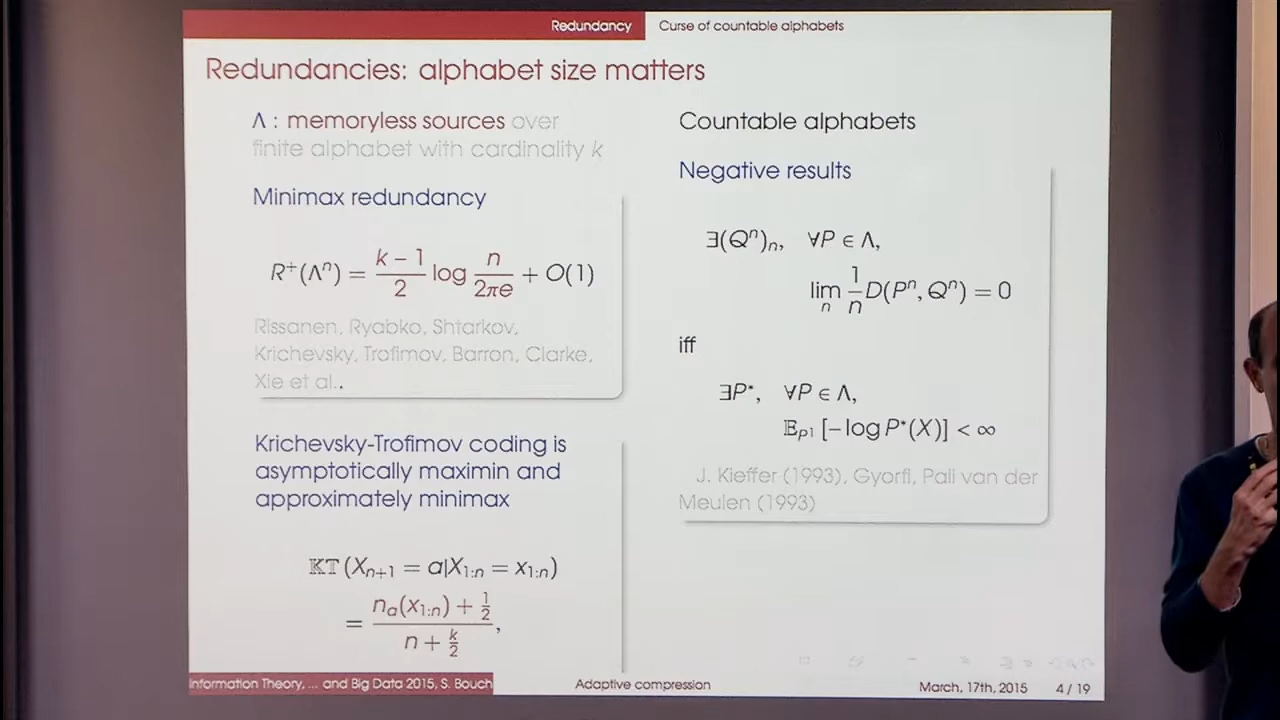 Redundancy Curse of countable alphabets
Redundancies: alphabet size matters
Λ : memoryless sources over
finite alphabet with cardinality k
Minimax redundancy
R⁺(Λⁿ) = (k − 1)/2 log n/(2πe) + O(1)
Rissanen, Ryabko, Shtarkov,
Krichevsky, Trofimov, Barron, Clarke,
Xie et al..
Krichevsky-Trofimov coding is
asymptotically maximin and
approximately minimax
𝕂𝕋 (Xₙ₊₁ = a|X₁:ₙ = x₁:ₙ)
= (nₐ(x₁:ₙ) + 1/2)/(n + k/2),
Countable alphabets
Negative results
∃(Qⁿ)ₙ, ∀P ∈ Λ,
limₙ 1/n D(Pⁿ, Qⁿ) = 0
iff
∃P*, ∀P ∈ Λ,
𝔼_P¹ [− log P*(X)] < ∞
J. Kieffer (1993), Gyorfi, Pali van der
Meulen (1993)
Information Theory, ... and Big Data 2015, S. Bouch Adaptive compression March, 17th, 2015 4 / 19